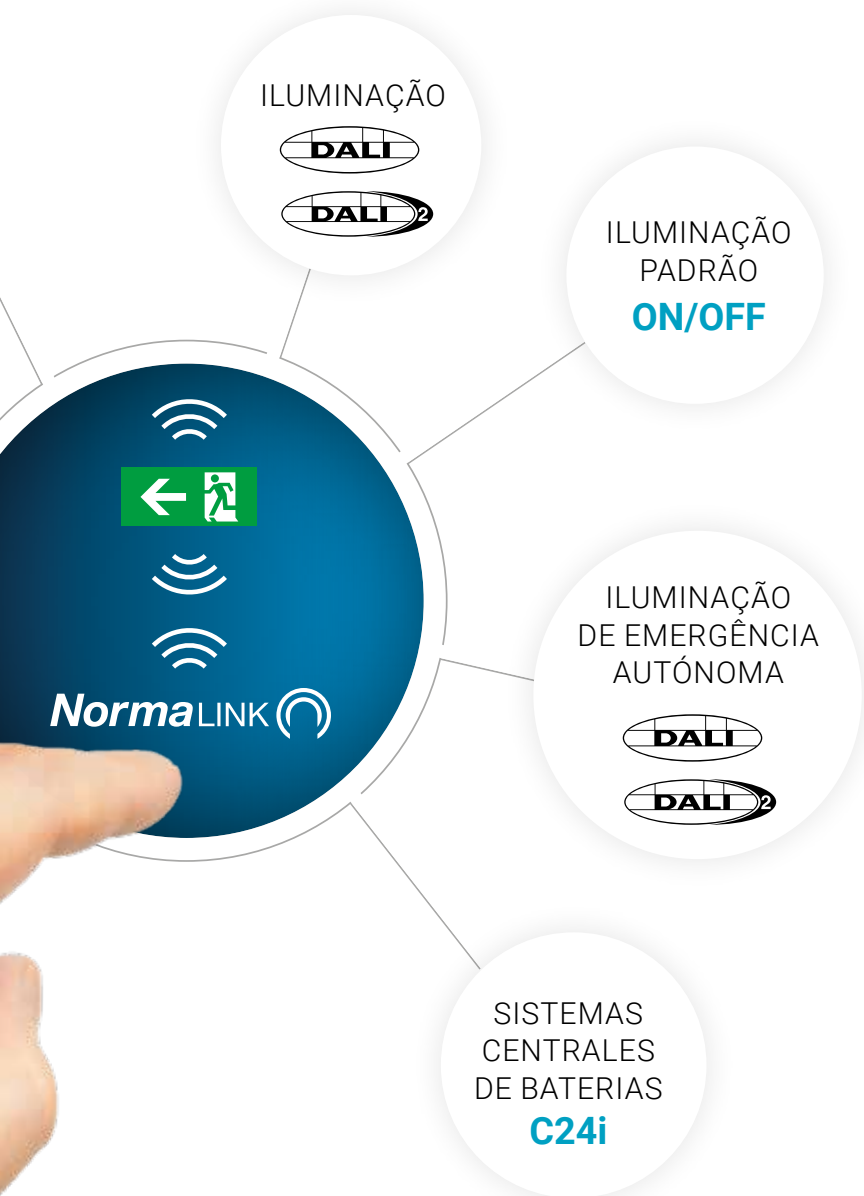 ILUMINAÇÃO
DALI
DALI 2
ILUMINAÇÃO
PADRÃO
ON/OFF
NormaLINK
ILUMINAÇÃO
DE EMERGÊNCIA
AUTÓNOMA
DALI
DALI 2
SISTEMAS
CENTRALES
DE BATERIAS
C24i